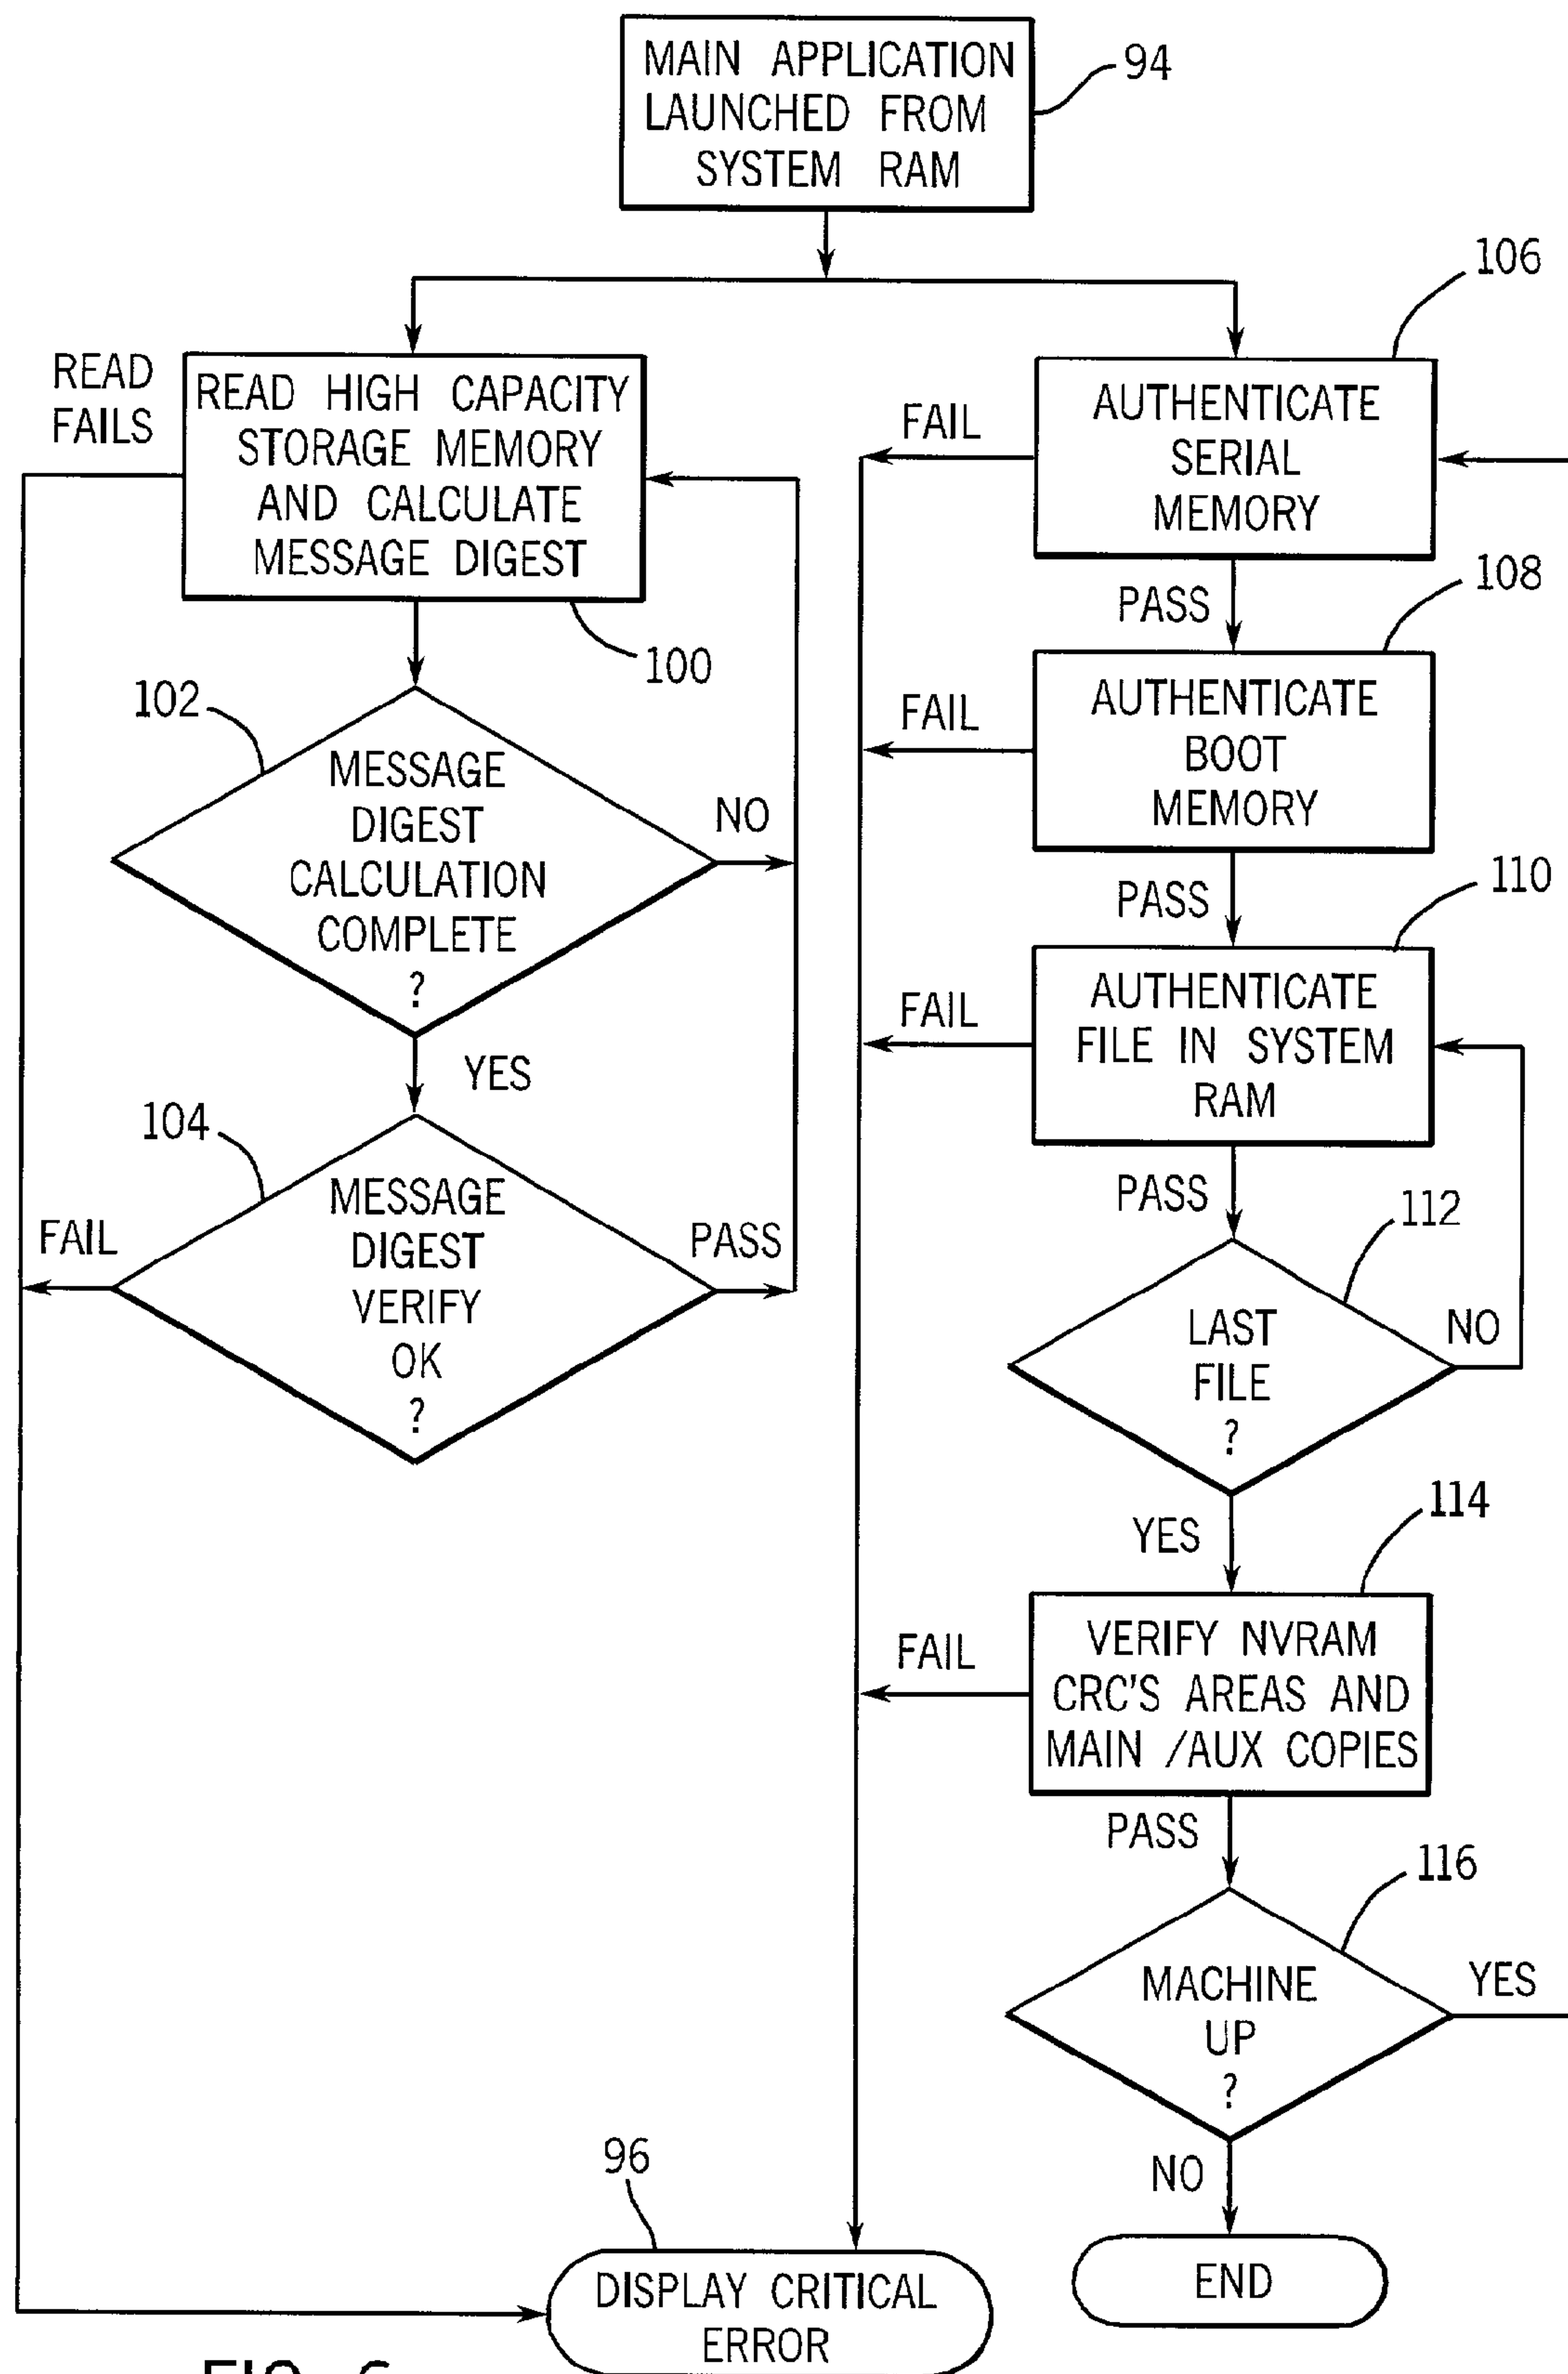 MAIN APPLICATION
LAUNCHED FROM
SYSTEM RAM
94
READ
FAILS
READ HIGH CAPACITY
STORAGE MEMORY
AND CALCULATE
MESSAGE DIGEST
100
102
MESSAGE
DIGEST
CALCULATION
COMPLETE
?
NO
YES
104
MESSAGE
DIGEST
VERIFY
OK
?
FAIL
PASS
106
AUTHENTICATE
SERIAL
MEMORY
FAIL
PASS
108
AUTHENTICATE
BOOT
MEMORY
FAIL
PASS
110
AUTHENTICATE
FILE IN SYSTEM
RAM
FAIL
PASS
112
LAST
FILE
?
NO
YES
114
VERIFY NVRAM
CRC'S AREAS AND
MAIN /AUX COPIES
FAIL
PASS
116
MACHINE
UP
?
YES
NO
END
96
DISPLAY CRITICAL
ERROR